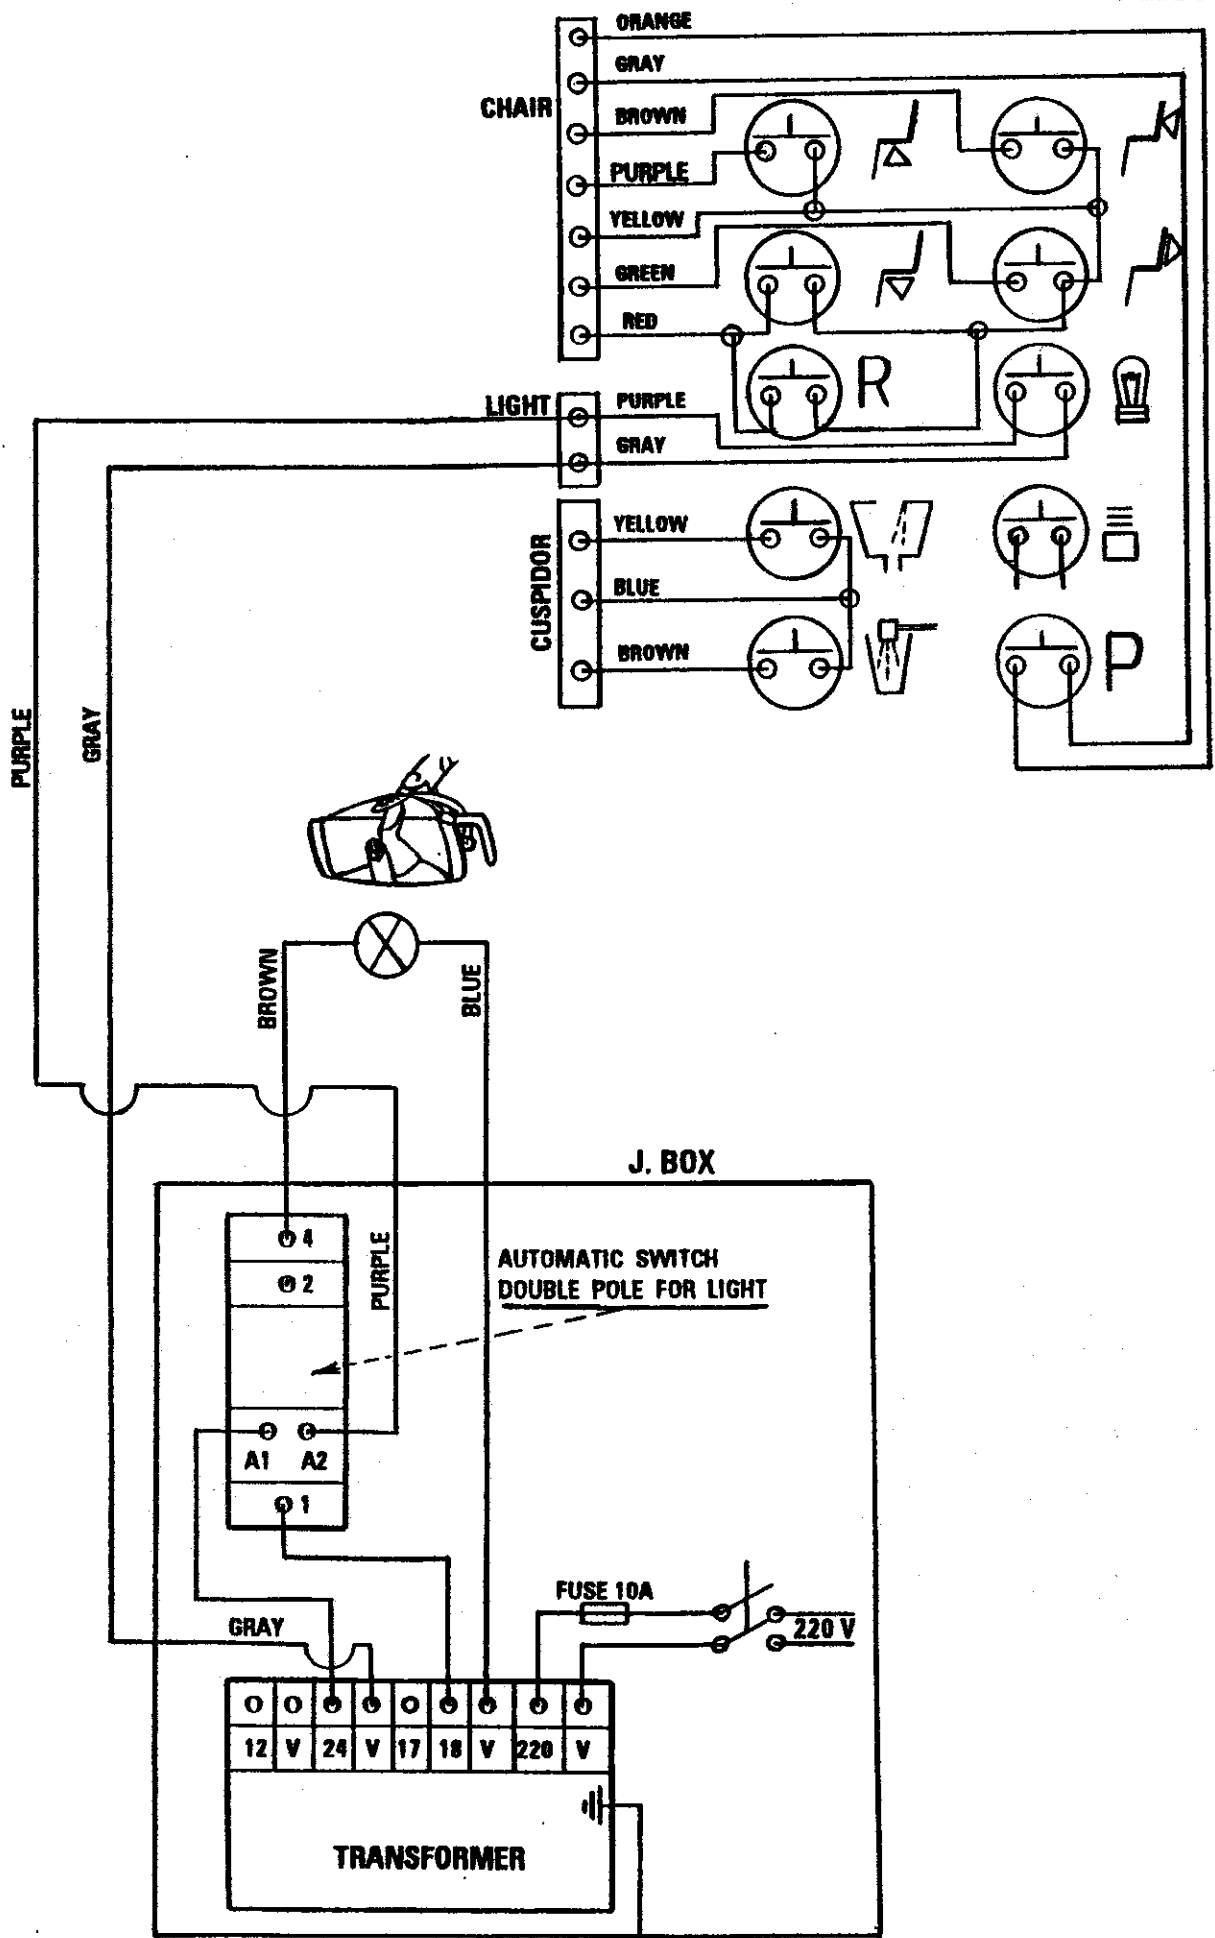 ORANGE
GRAY
CHAIR
BROWN
PURPLE
YELLOW
GREEN
RED
R
LIGHT
PURPLE
GRAY
CUSPIDOR
YELLOW
BLUE
BROWN
P
PURPLE
GRAY
BROWN
BLUE
J. BOX
4
2
PURPLE
AUTOMATIC SWITCH
DOUBLE POLE FOR LIGHT
A1 A2
1
FUSE 10A
220 V
GRAY
12 V 24 V 17 18 V 220 V
TRANSFORMER